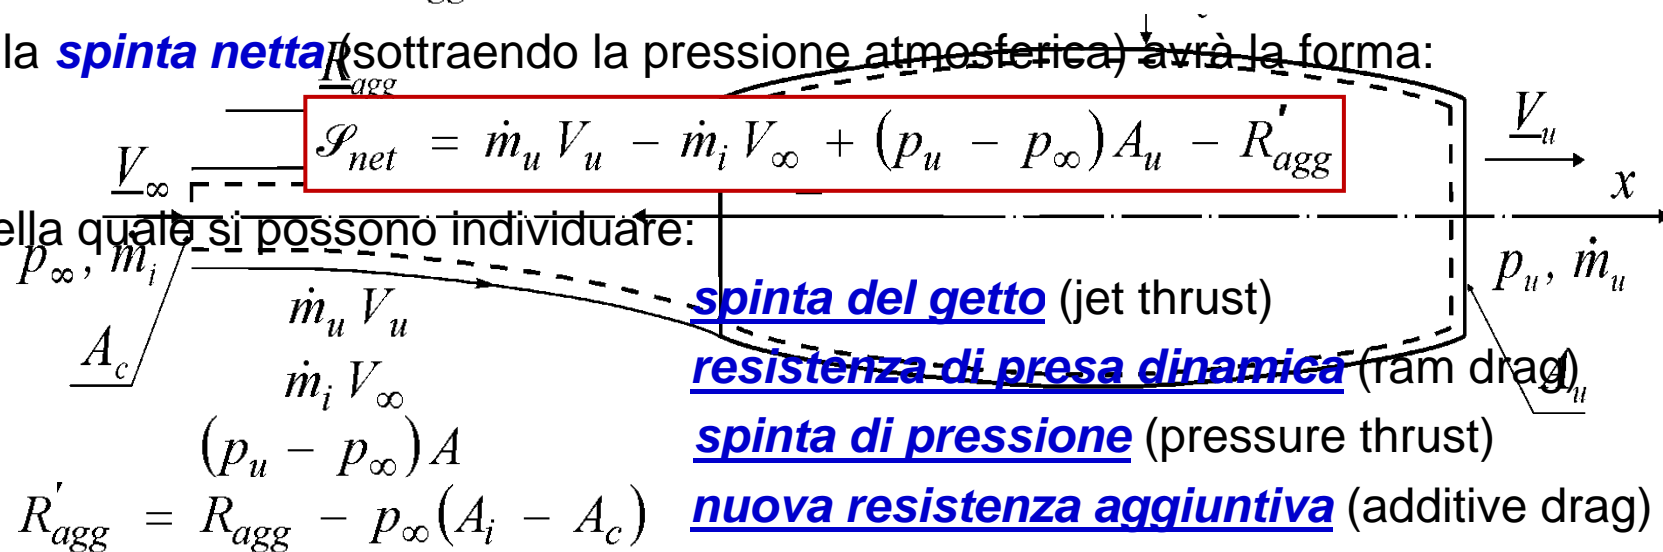 la spinta netta (sottraendo la pressione atmosferica) avrà la forma:
R_agg
𝒮_net = ṁ_u V_u − ṁ_i V_∞ + (p_u − p_∞) A_u − R'_agg
V_∞
V_u
x
ella quale si possono individuare:
p_∞, ṁ_i
p_u, ṁ_u
ṁ_u V_u spinta del getto (jet thrust)
A_c
ṁ_i V_∞ resistenza di presa dinamica (ram drag)
A_u
(p_u − p_∞) A spinta di pressione (pressure thrust)
R'_agg = R_agg − p_∞(A_i − A_c) nuova resistenza aggiuntiva (additive drag)